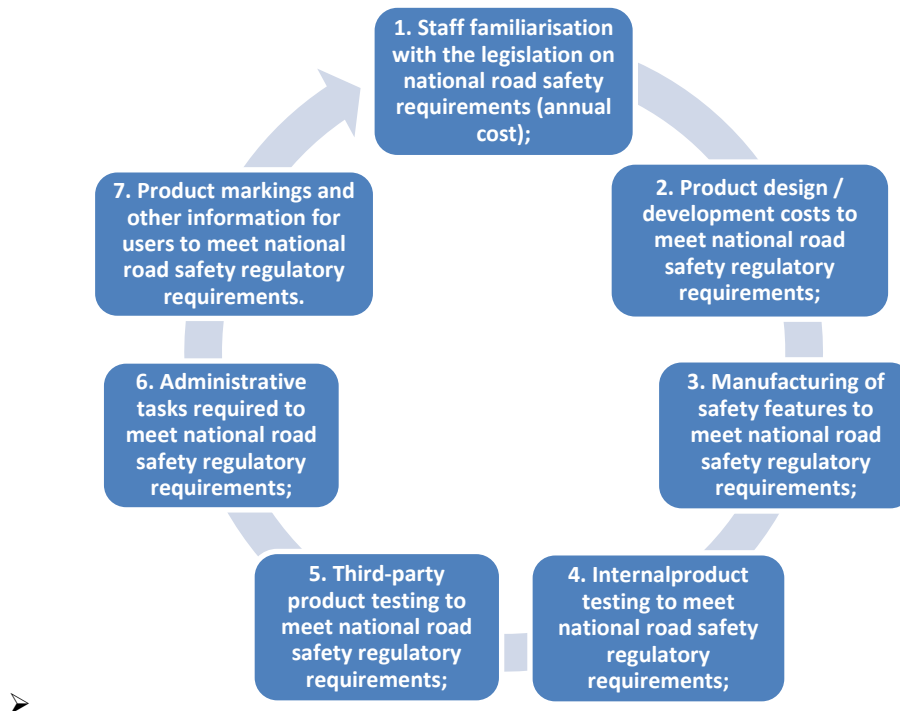 1. Staff familiarisation
with the legislation on
national road safety
requirements (annual
cost);
2. Product design /
development costs to
meet national road
safety regulatory
requirements;
3. Manufacturing of
safety features to
meet national road
safety regulatory
requirements;
4. Internalproduct
testing to meet
national road safety
regulatory
requirements;
5. Third-party
product testing to
meet national road
safety regulatory
requirements;
6. Administrative
tasks required to
meet national road
safety regulatory
requirements;
7. Product markings and
other information for
users to meet national
road safety regulatory
requirements.